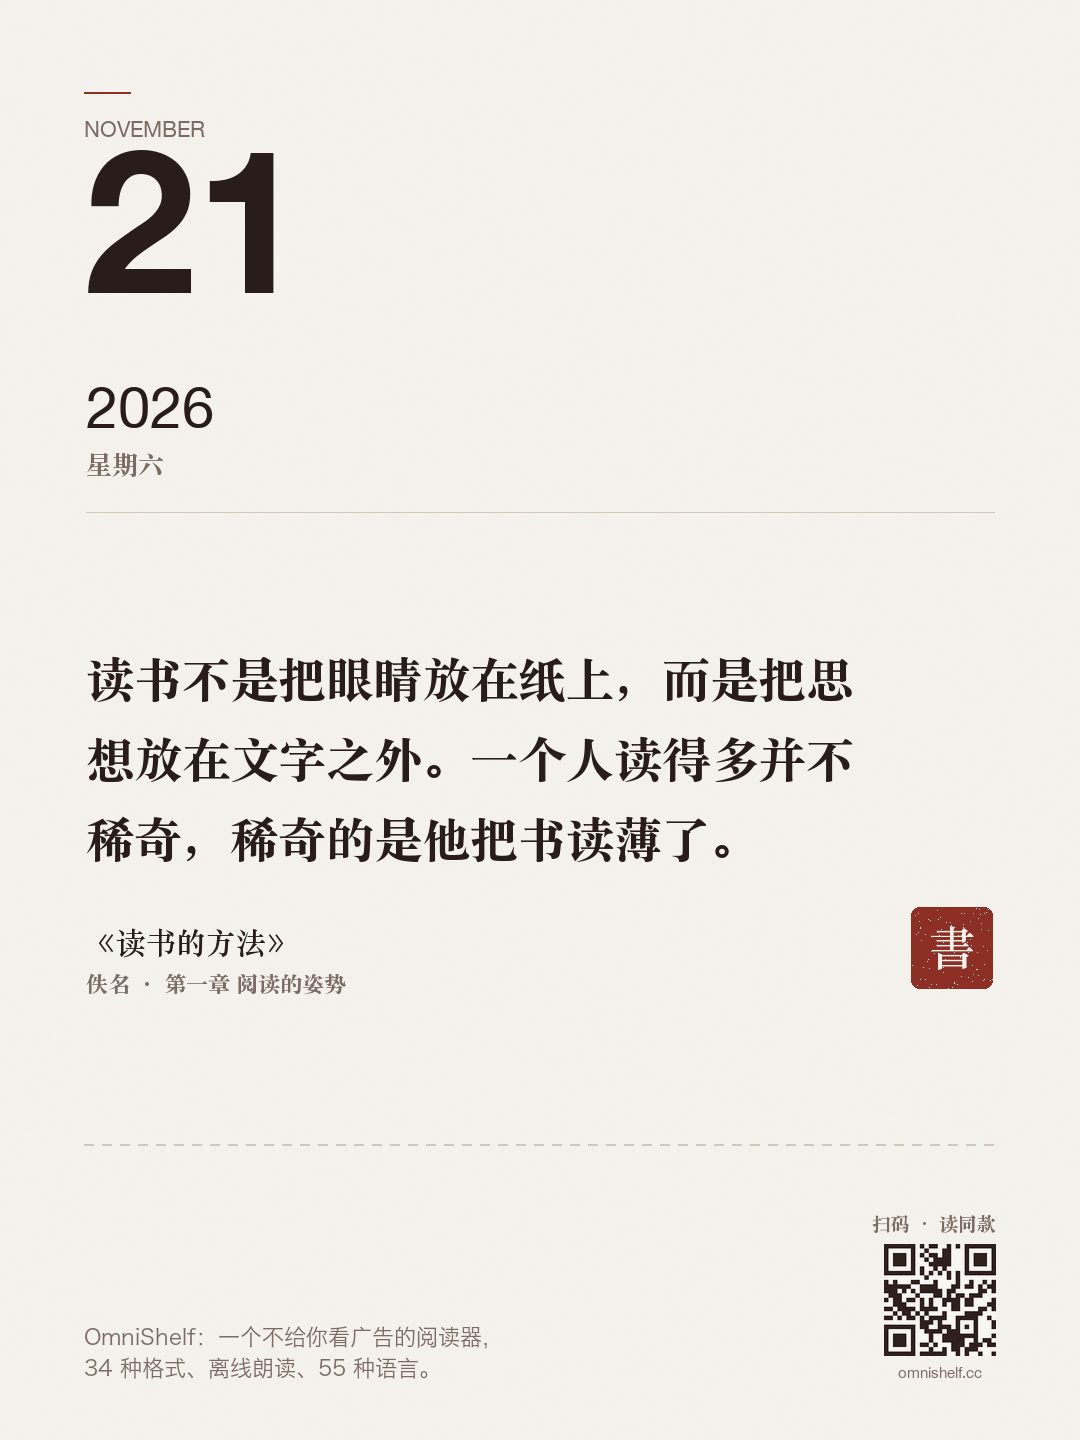 NOVEMBER
21
2026
星期六
读书不是把眼睛放在纸上，而是把思
想放在文字之外。一个人读得多并不
稀奇，稀奇的是他把书读薄了。
《读书的方法》
佚名 · 第一章 阅读的姿势
書
扫码 · 读同款
OmniShelf：一个不给你看广告的阅读器，
34 种格式、离线朗读、55 种语言。
omnishelf.cc